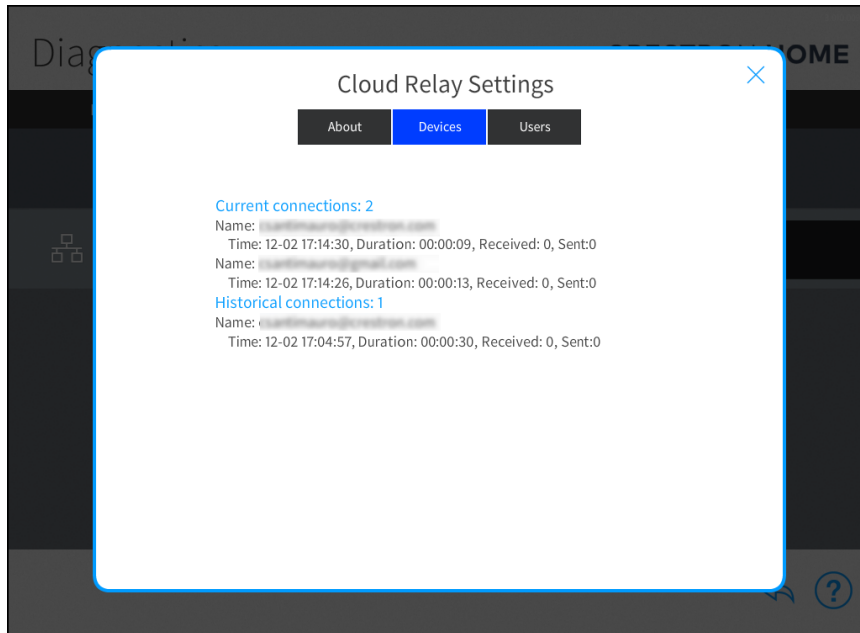 Cloud Relay Settings
About
Devices
Users
Current connections: 2
Name:
Time: 12-02 17:14:30, Duration: 00:00:09, Received: 0, Sent:0
Name:
Time: 12-02 17:14:26, Duration: 00:00:13, Received: 0, Sent:0
Historical connections: 1
Name:
Time: 12-02 17:04:57, Duration: 00:00:30, Received: 0, Sent:0
?